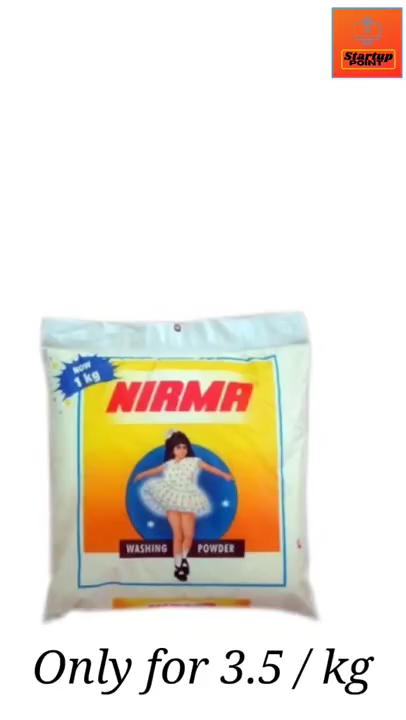 Startup
POINT
NOW
1 kg
NIRMA
WASHING POWDER
Only for 3.5 / kg